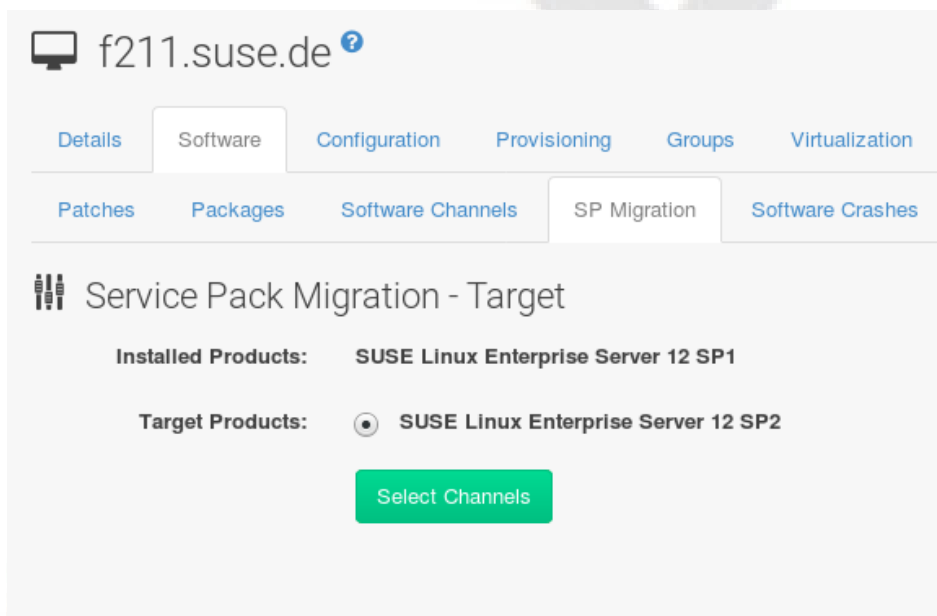 f211.suse.de ?
Details Software Configuration Provisioning Groups Virtualization
Patches Packages Software Channels SP Migration Software Crashes
Service Pack Migration - Target
Installed Products: SUSE Linux Enterprise Server 12 SP1
Target Products: SUSE Linux Enterprise Server 12 SP2
Select Channels